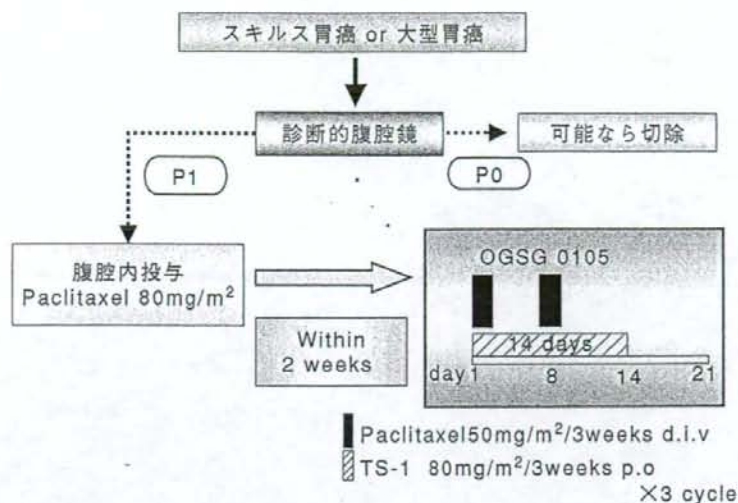 スキルス胃癌 or 大型胃癌
診断的腹腔鏡
可能なら切除
P1
P0
腹腔内投与
Paclitaxel 80mg/m²
Within
2 weeks
OGSG 0105
14 days
day 1 8 14 21
Paclitaxel50mg/m²/3weeks d.i.v
TS-1 80mg/m²/3weeks p.o
×3 cycle